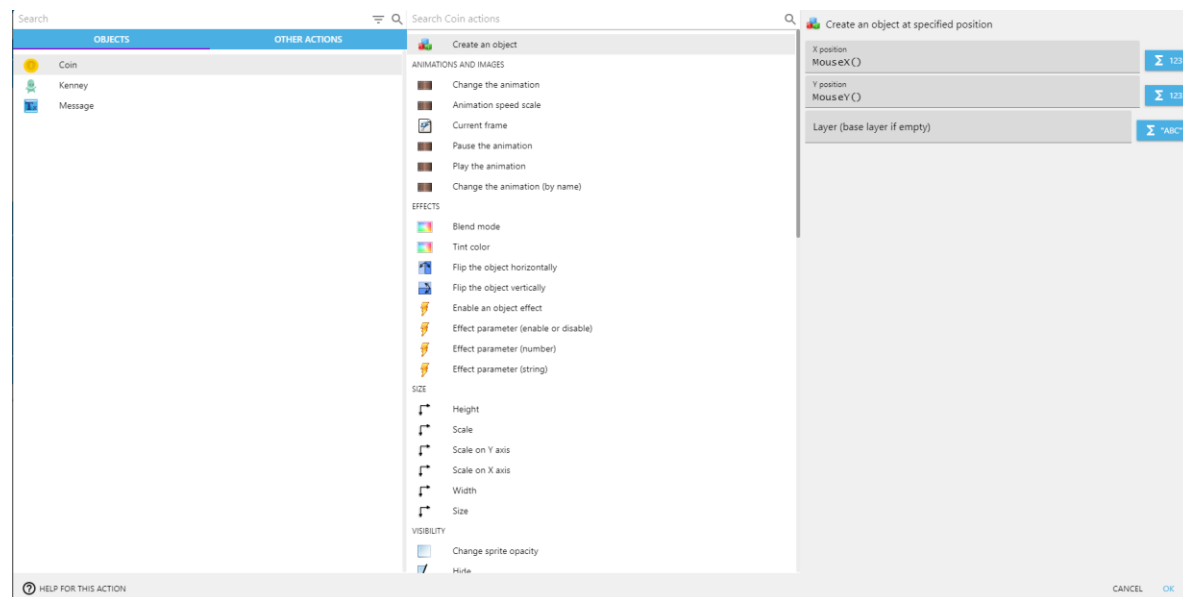 Search
OBJECTS
OTHER ACTIONS
Coin
Kenney
Message
Search Coin actions
Create an object
ANIMATIONS AND IMAGES
Change the animation
Animation speed scale
Current frame
Pause the animation
Play the animation
Change the animation (by name)
EFFECTS
Blend mode
Tint color
Flip the object horizontally
Flip the object vertically
Enable an object effect
Effect parameter (enable or disable)
Effect parameter (number)
Effect parameter (string)
SIZE
Height
Scale
Scale on Y axis
Scale on X axis
Width
Size
VISIBILITY
Change sprite opacity
Hide
Create an object at specified position
X position
MouseX()
Σ 123
Y position
MouseY()
Σ 123
Layer (base layer if empty)
Σ "ABC"
HELP FOR THIS ACTION
CANCEL
OK